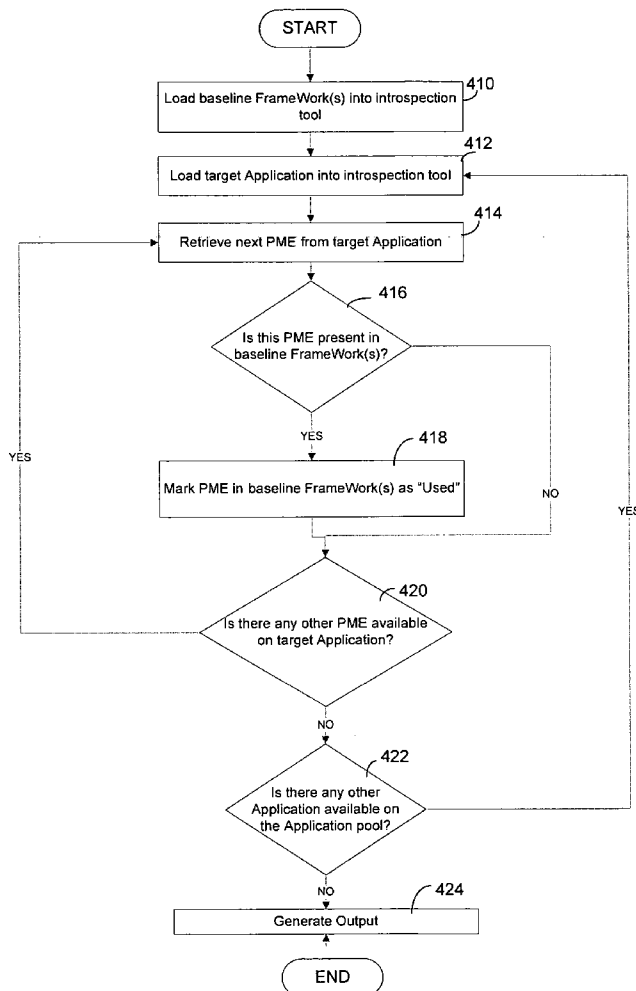 START
Load baseline FrameWork(s) into introspection
tool
410
412
Load target Application into introspection tool
414
Retrieve next PME from target Application
416
Is this PME present in
baseline FrameWork(s)?
YES
418
Mark PME in baseline FrameWork(s) as "Used"
YES
NO
YES
420
Is there any other PME available
on target Application?
NO
422
Is there any other
Application available on
the Application pool?
NO
424
Generate Output
END